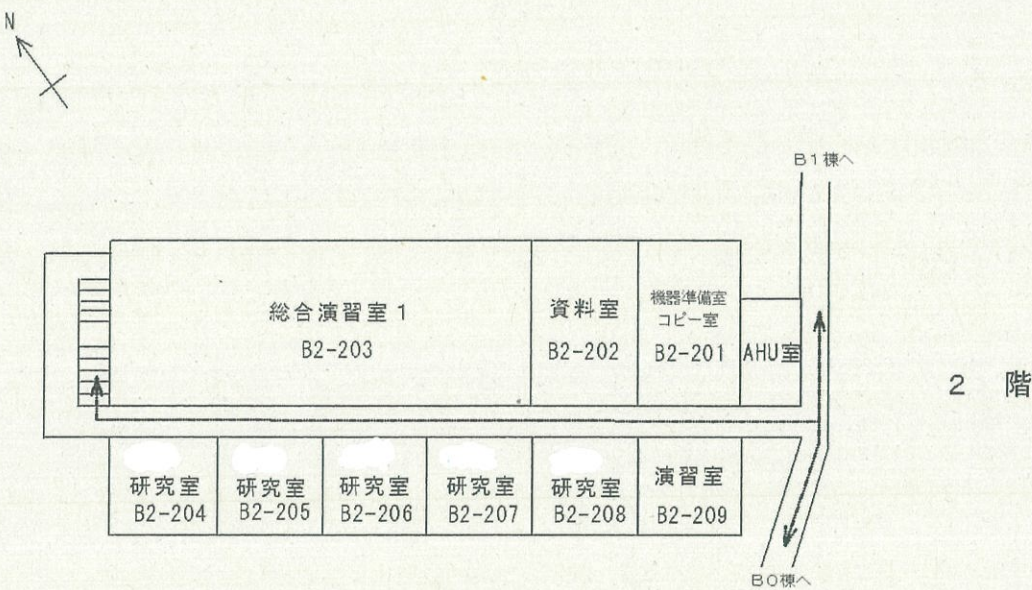 N
B1棟へ
総合演習室1
B2-203
資料室
B2-202
機器準備室
コピー室
B2-201
AHU室
2 階
研究室
B2-204
研究室
B2-205
研究室
B2-206
研究室
B2-207
研究室
B2-208
演習室
B2-209
B0棟へ